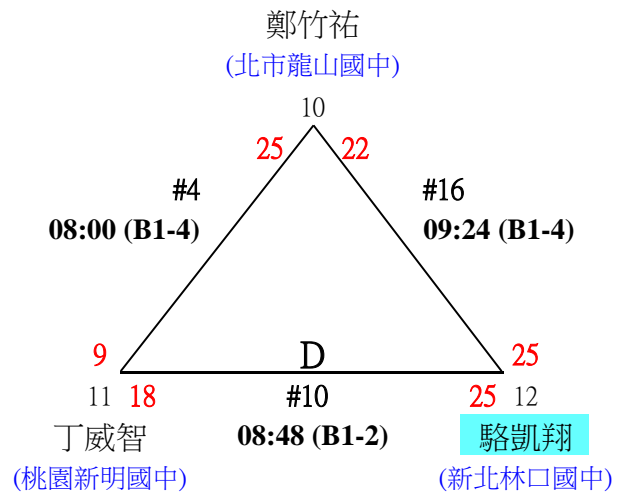 鄭竹祐
(北市龍山國中)
10
25 22
#4 #16
08:00 (B1-4) 09:24 (B1-4)
9 D 25
11 18 #10 25 12
丁威智 08:48 (B1-2) 駱凱翔
(桃園新明國中) (新北林口國中)